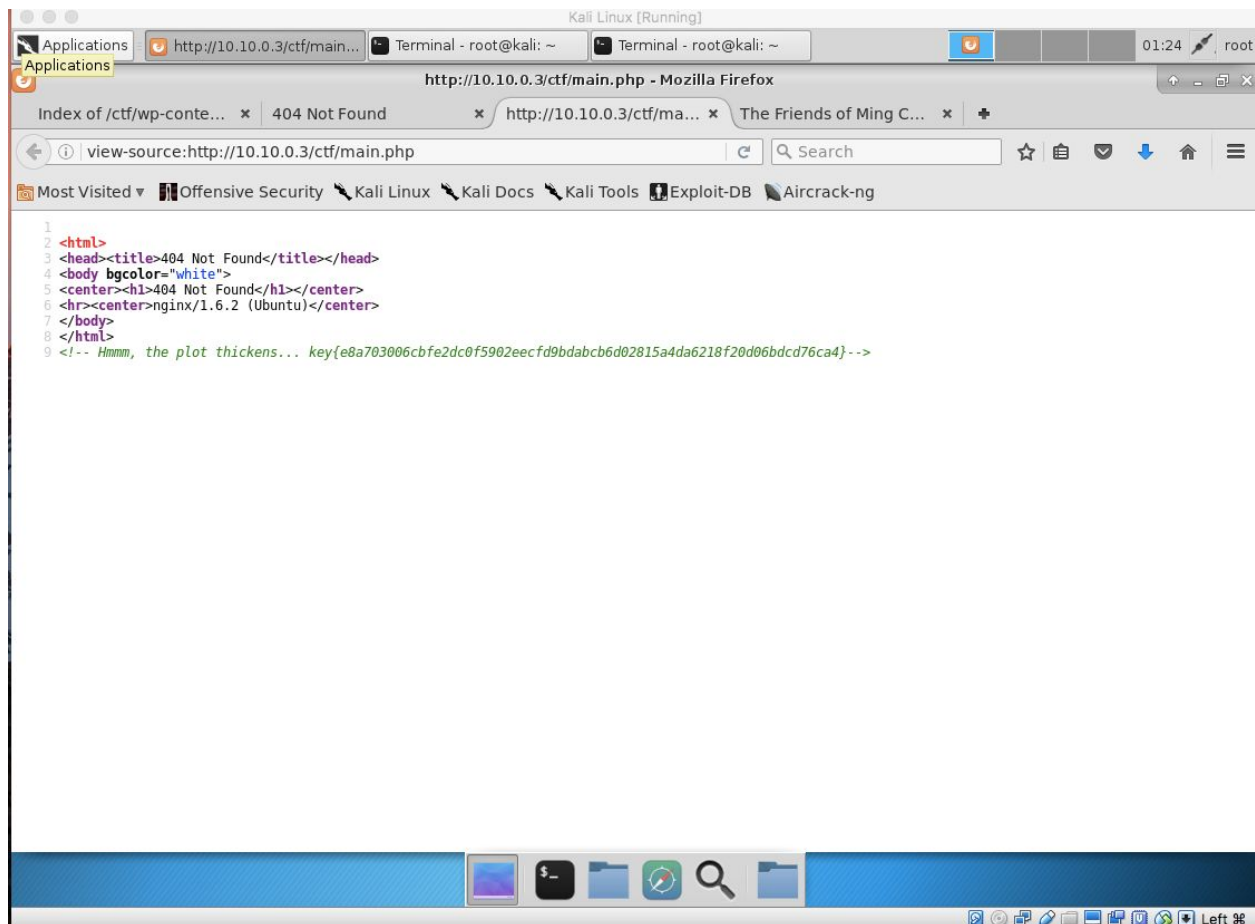 Kali Linux [Running]
Applications
http://10.10.0.3/ctf/main...
Terminal - root@kali: ~
Terminal - root@kali: ~
01:24
root
Applications
http://10.10.0.3/ctf/main.php - Mozilla Firefox
Index of /ctf/wp-conte...
404 Not Found
http://10.10.0.3/ctf/ma...
The Friends of Ming C...
view-source:http://10.10.0.3/ctf/main.php
Search
Most Visited
Offensive Security
Kali Linux
Kali Docs
Kali Tools
Exploit-DB
Aircrack-ng
1
2 <html>
3 <head><title>404 Not Found</title></head>
4 <body bgcolor="white">
5 <center><h1>404 Not Found</h1></center>
6 <hr><center>nginx/1.6.2 (Ubuntu)</center>
7 </body>
8 </html>
9 <!-- Hmmm, the plot thickens... key{e8a703006cbfe2dc0f5902eecfd9bdabcb6d02815a4da6218f20d06bdcd76ca4}-->
$_
Left ⌘